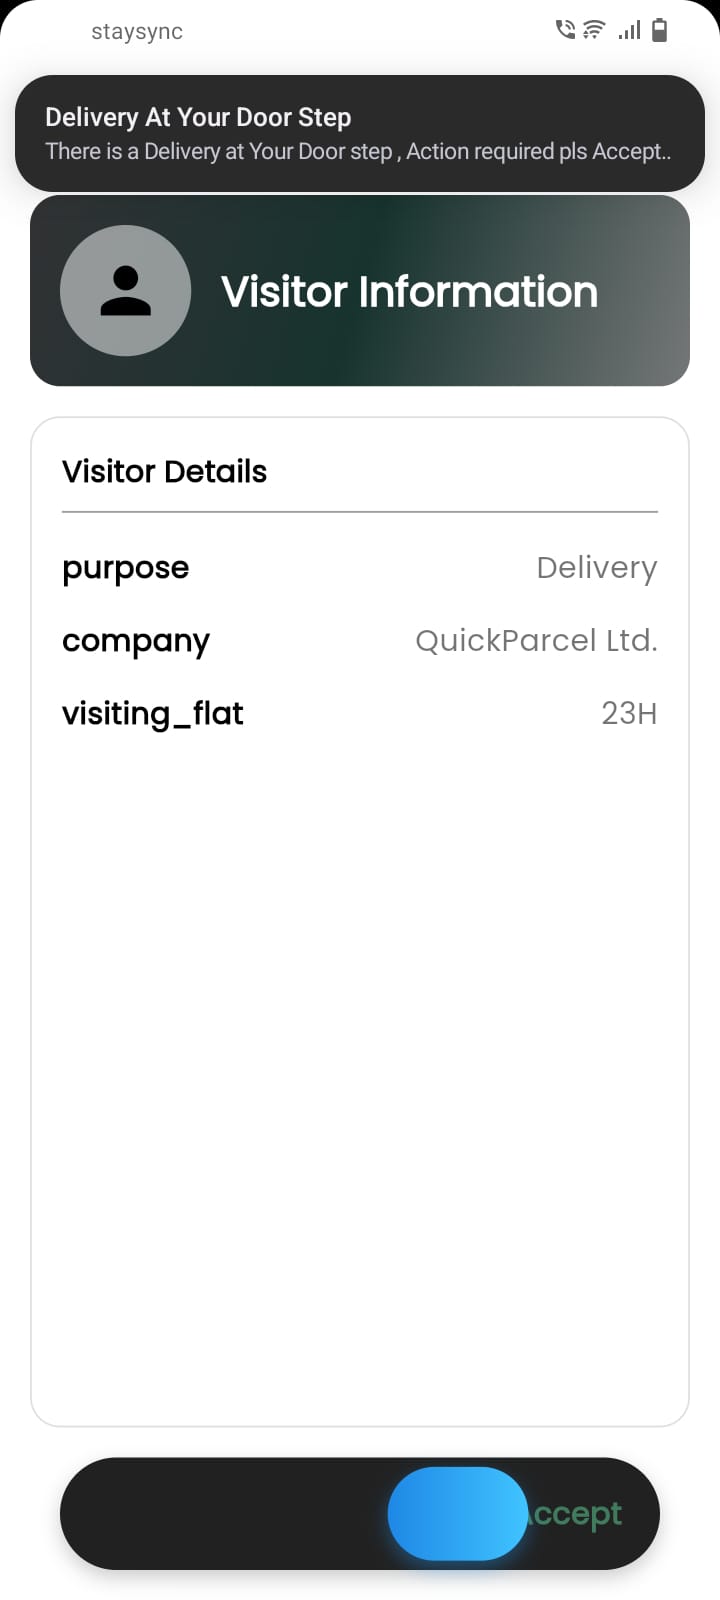 staysync
Delivery At Your Door Step
There is a Delivery at Your Door step , Action required pls Accept..
Visitor Information
Visitor Details
purpose Delivery
company QuickParcel Ltd.
visiting_flat 23H
ccept